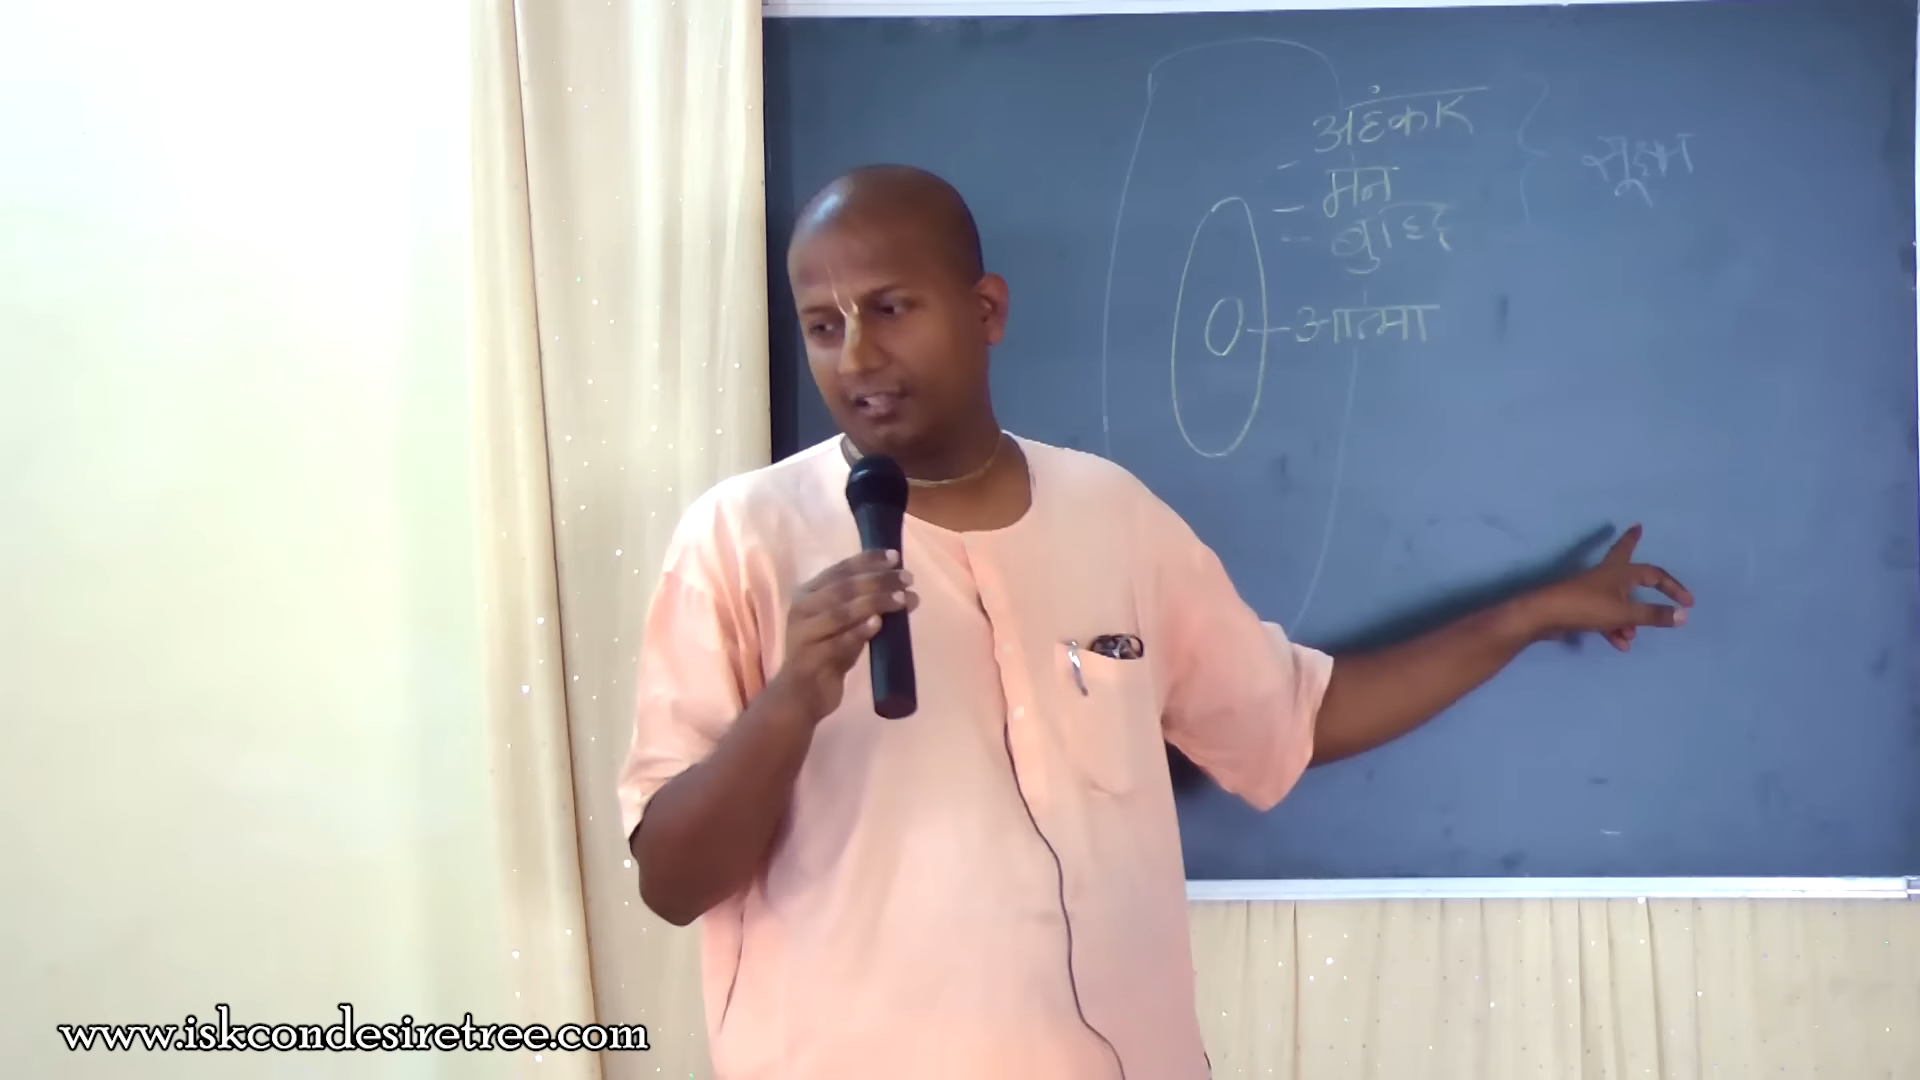 अहंकार
सूक्ष्म
- मन
- बुद्धि
आत्मा
www.iskcondesiretree.com